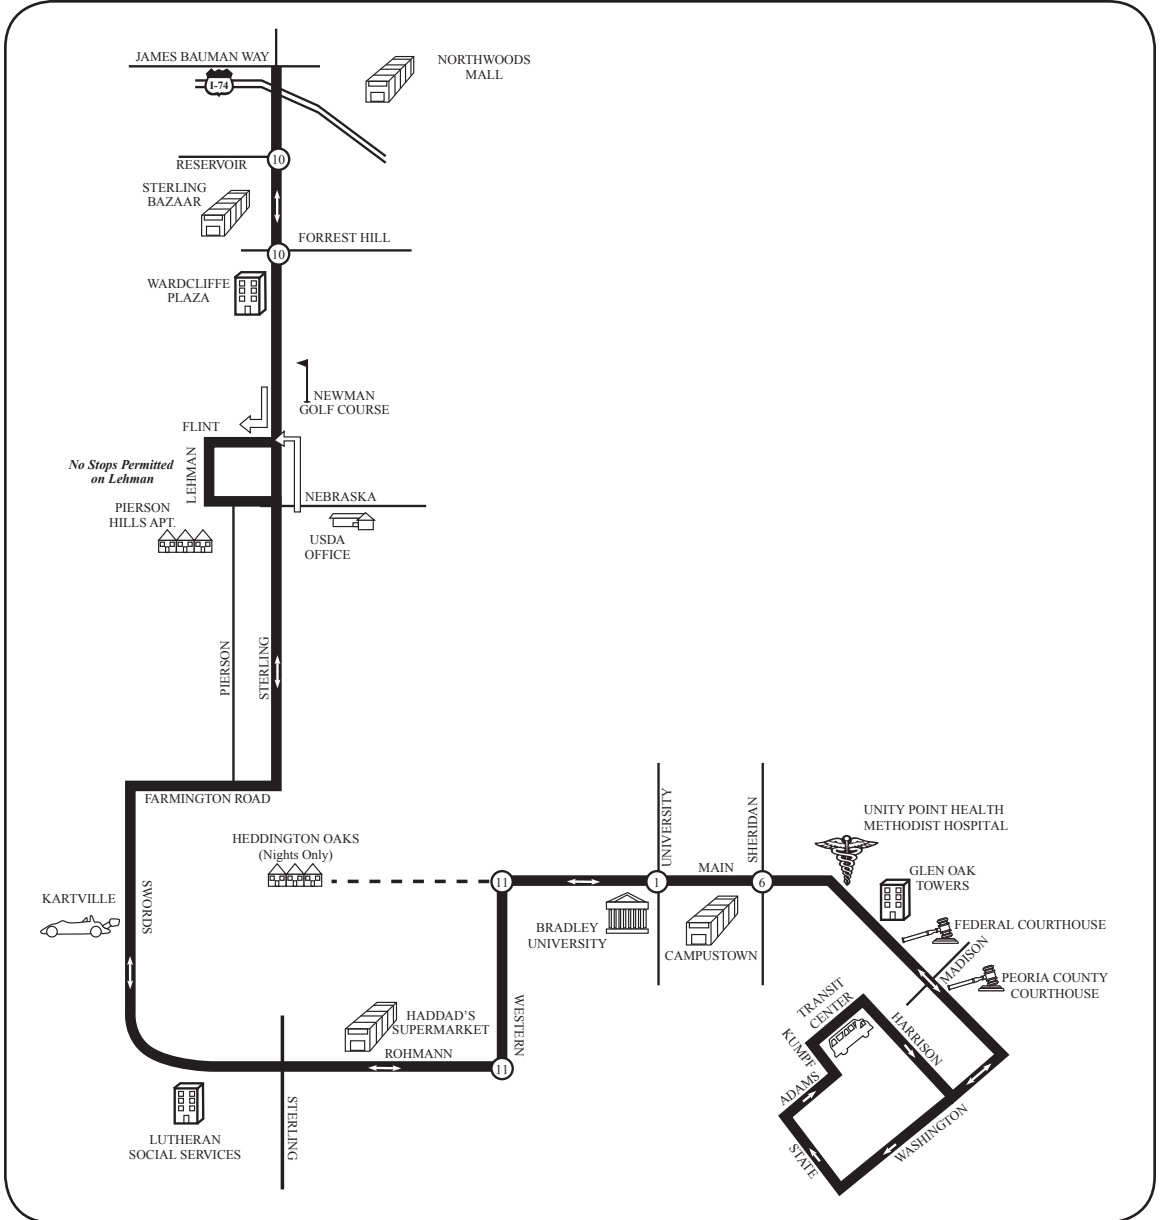 JAMES BAUMAN WAY
NORTHWOODS
MALL
I-74
RESERVOIR
10
STERLING
BAZAAR
FORREST HILL
10
WARDCLIFFE
PLAZA
NEWMAN
GOLF COURSE
FLINT
LEHMAN
No Stops Permitted
on Lehman
NEBRASKA
PIERSON
HILLS APT.
USDA
OFFICE
PIERSON
STERLING
FARMINGTON ROAD
HEDDINGTON OAKS
(Nights Only)
11
UNIVERSITY
1
MAIN
SHERIDAN
6
UNITY POINT HEALTH
METHODIST HOSPITAL
GLEN OAK
TOWERS
KARTVILLE
SWORDS
BRADLEY
UNIVERSITY
CAMPUSTOWN
FEDERAL COURTHOUSE
MADISON
PEORIA COUNTY
COURTHOUSE
TRANSIT
CENTER
HADDAD'S
SUPERMARKET
WESTERN
ROHMANN
11
KUMPF
HARRISON
ADAMS
STATE
WASHINGTON
STERLING
LUTHERAN
SOCIAL SERVICES